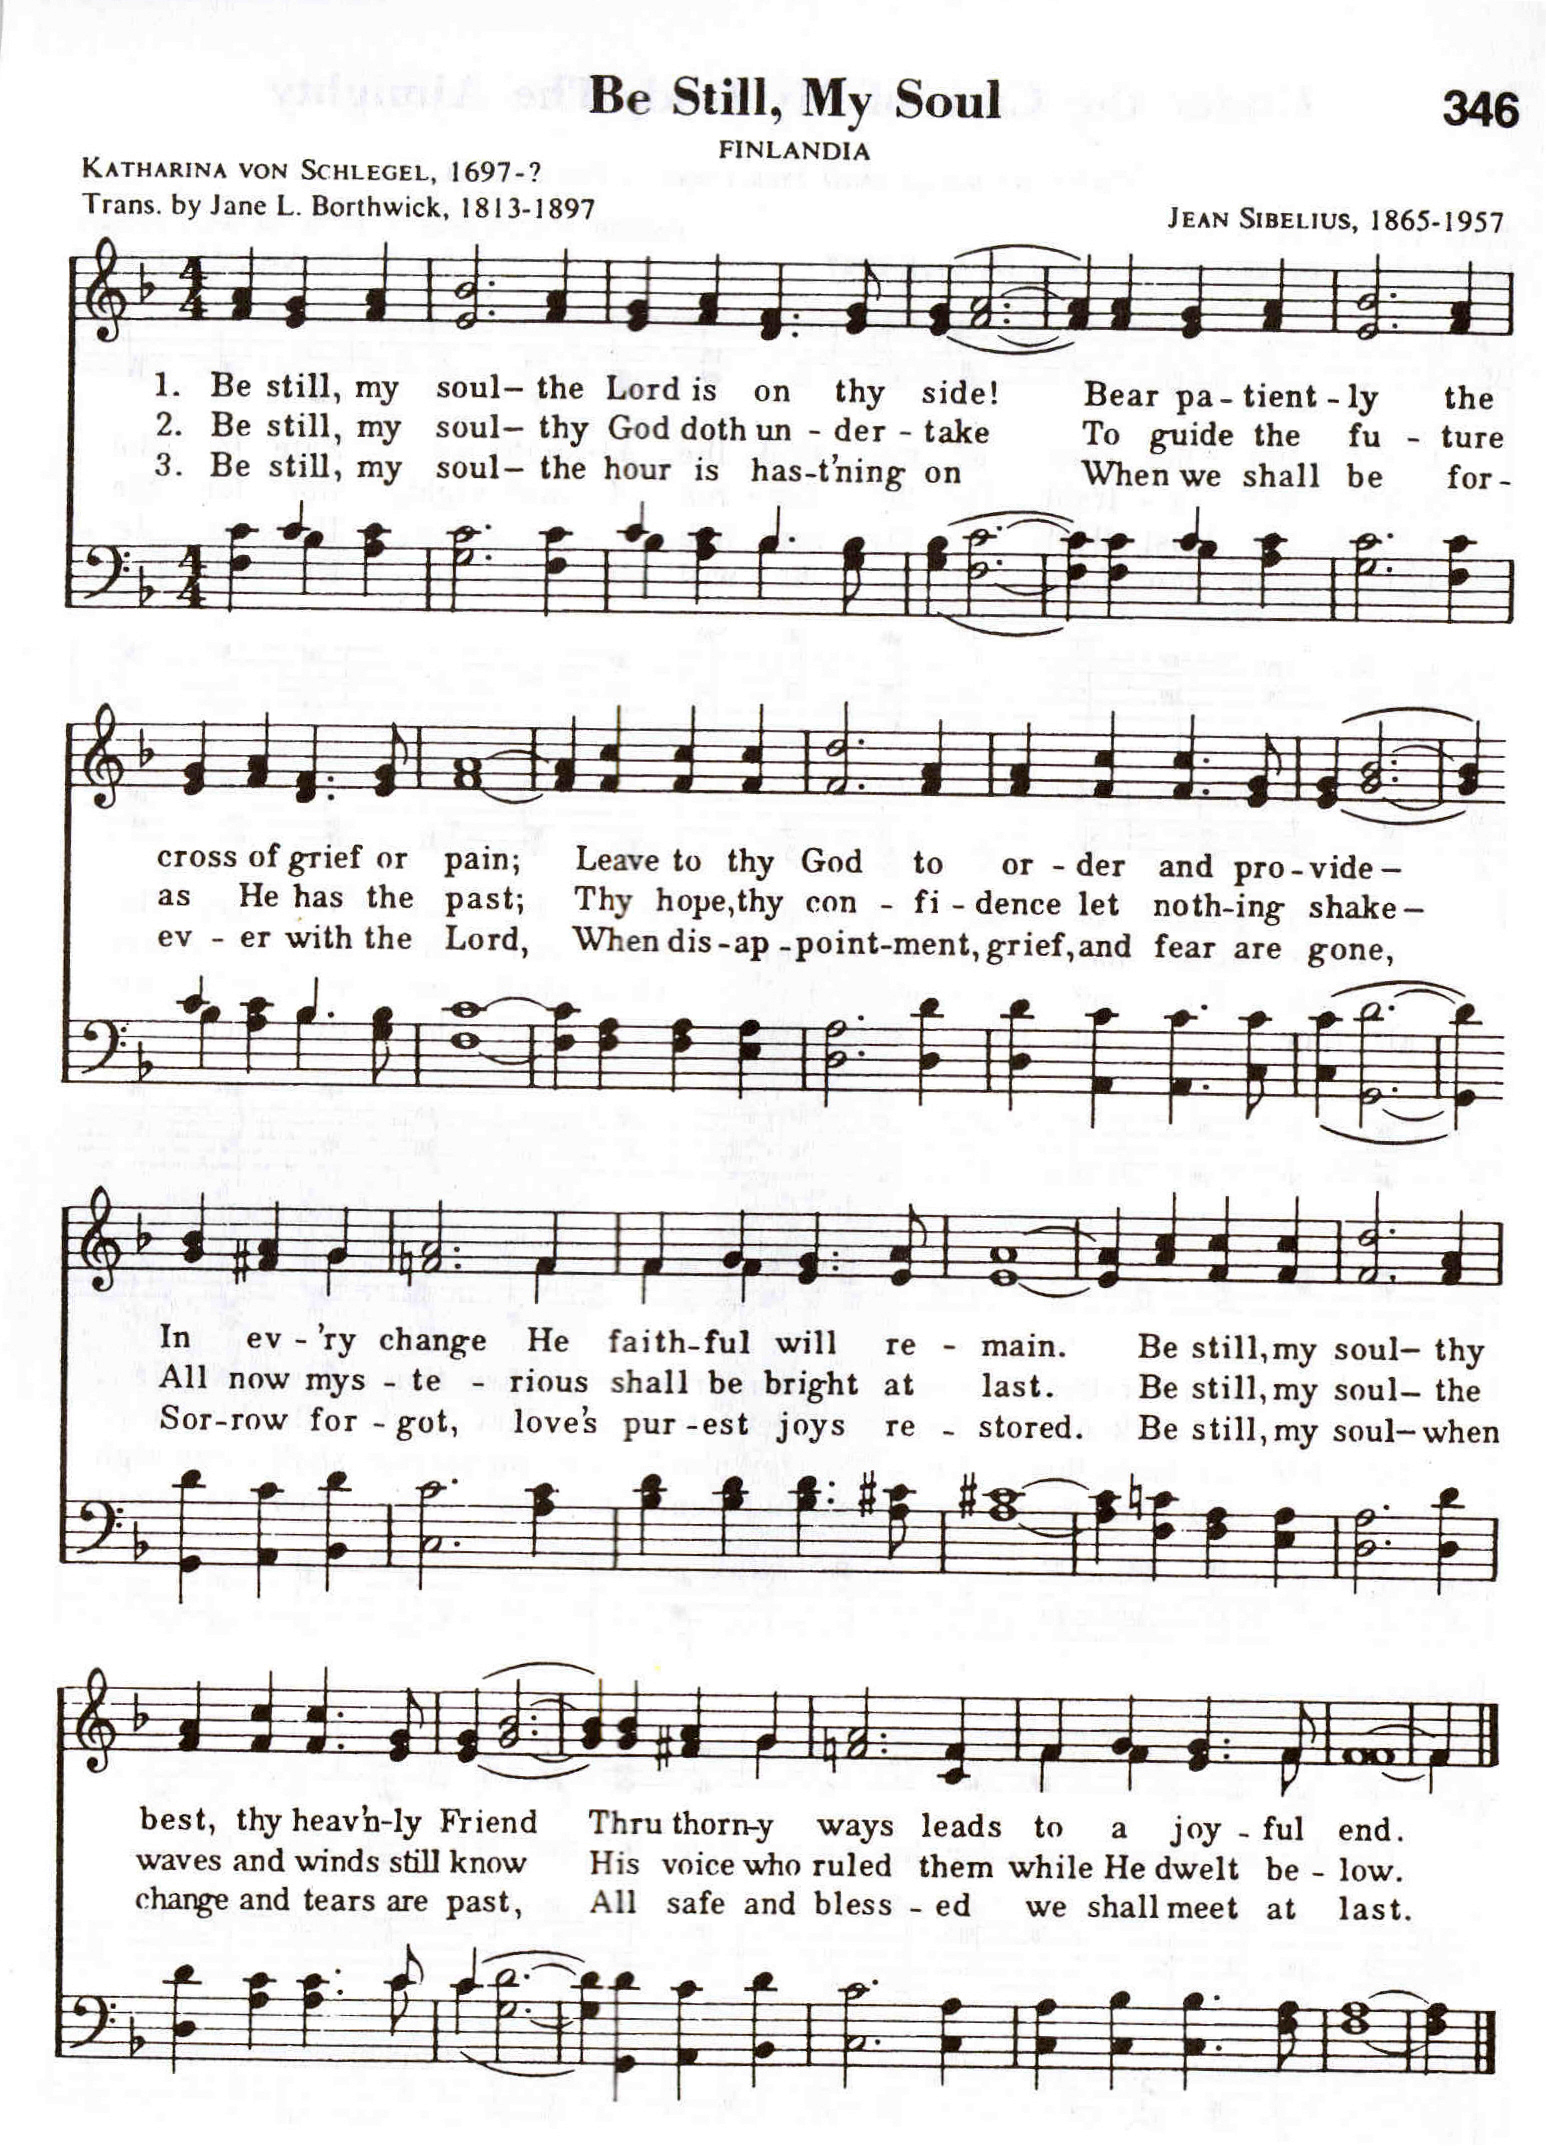 Be Still, My Soul
346
FINLANDIA
KATHARINA VON SCHLEGEL, 1697-?
Trans. by Jane L. Borthwick, 1813-1897
JEAN SIBELIUS, 1865-1957
1. Be still, my soul– the Lord is on thy side! Bear pa - tient - ly the
2. Be still, my soul– thy God doth un - der - take To guide the fu - ture
3. Be still, my soul– the hour is has-t'ning on When we shall be for-
cross of grief or pain; Leave to thy God to or - der and pro - vide –
as He has the past; Thy hope, thy con - fi - dence let noth-ing shake –
ev - er with the Lord, When dis - ap - point-ment, grief, and fear are gone,
In ev - 'ry change He faith-ful will re - main. Be still, my soul– thy
All now mys - te - rious shall be bright at last. Be still, my soul– the
Sor-row for - got, love's pur - est joys re - stored. Be still, my soul– when
best, thy heav'n-ly Friend Thru thorn-y ways leads to a joy - ful end.
waves and winds still know His voice who ruled them while He dwelt be - low.
change and tears are past, All safe and bless - ed we shall meet at last.